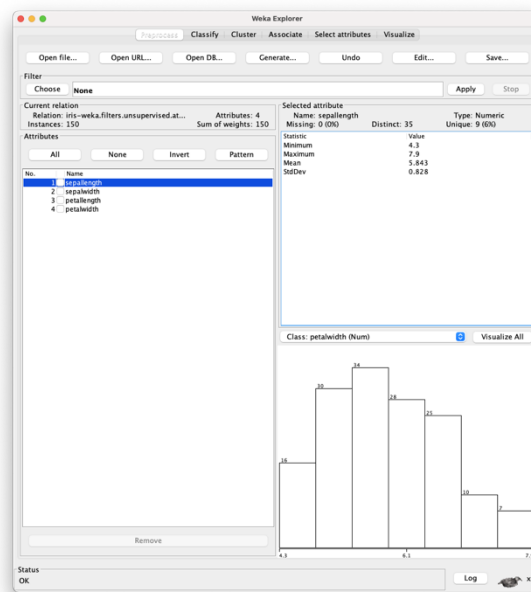 Weka Explorer
Preprocess Classify Cluster Associate Select attributes Visualize
Open file... Open URL... Open DB... Generate... Undo Edit... Save...
Filter
Choose None Apply Stop
Current relation
Relation: iris-weka.filters.unsupervised.at... Attributes: 4
Instances: 150 Sum of weights: 150
Selected attribute
Name: sepallength Type: Numeric
Missing: 0 (0%) Distinct: 35 Unique: 9 (6%)
Statistic Value
Minimum 4.3
Maximum 7.9
Mean 5.843
StdDev 0.828
Attributes
All None Invert Pattern
No. Name
1 sepallength
2 sepalwidth
3 petallength
4 petalwidth
Remove
Class: petalwidth (Num) Visualize All
16 30 34 28 25 10 7
4.3 6.1
Status
OK
Log x